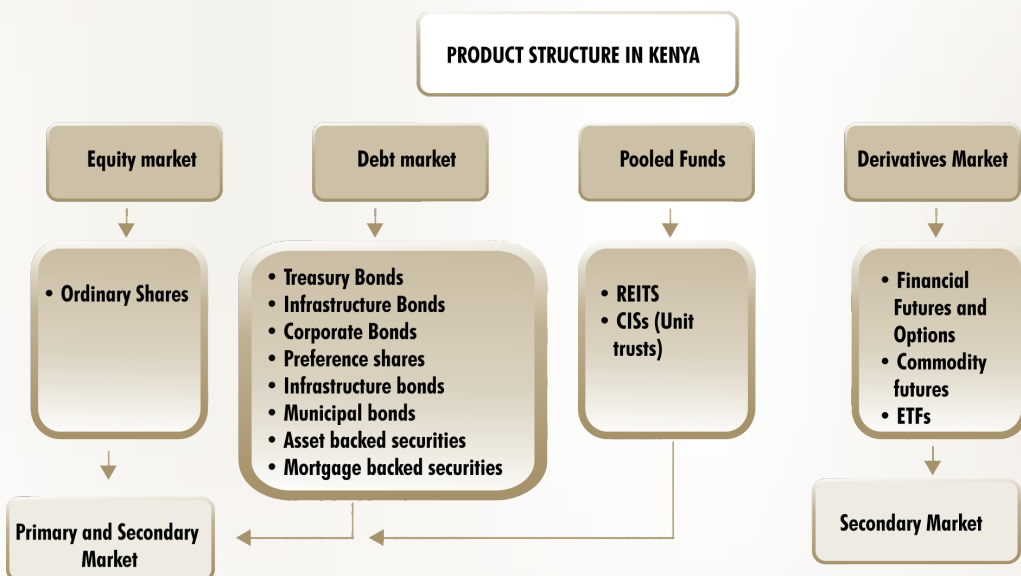 PRODUCT STRUCTURE IN KENYA
Equity market
Debt market
Pooled Funds
Derivatives Market
• Ordinary Shares
• Treasury Bonds
• Infrastructure Bonds
• Corporate Bonds
• Preference shares
• Infrastructure bonds
• Municipal bonds
• Asset backed securities
• Mortgage backed securities
• REITS
• CISs (Unit
trusts)
• Financial
Futures and
Options
• Commodity
futures
• ETFs
Primary and Secondary
Market
Secondary Market